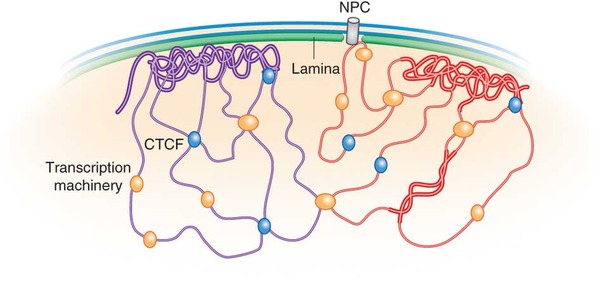 NPC
Lamina
CTCF
Transcription
machinery